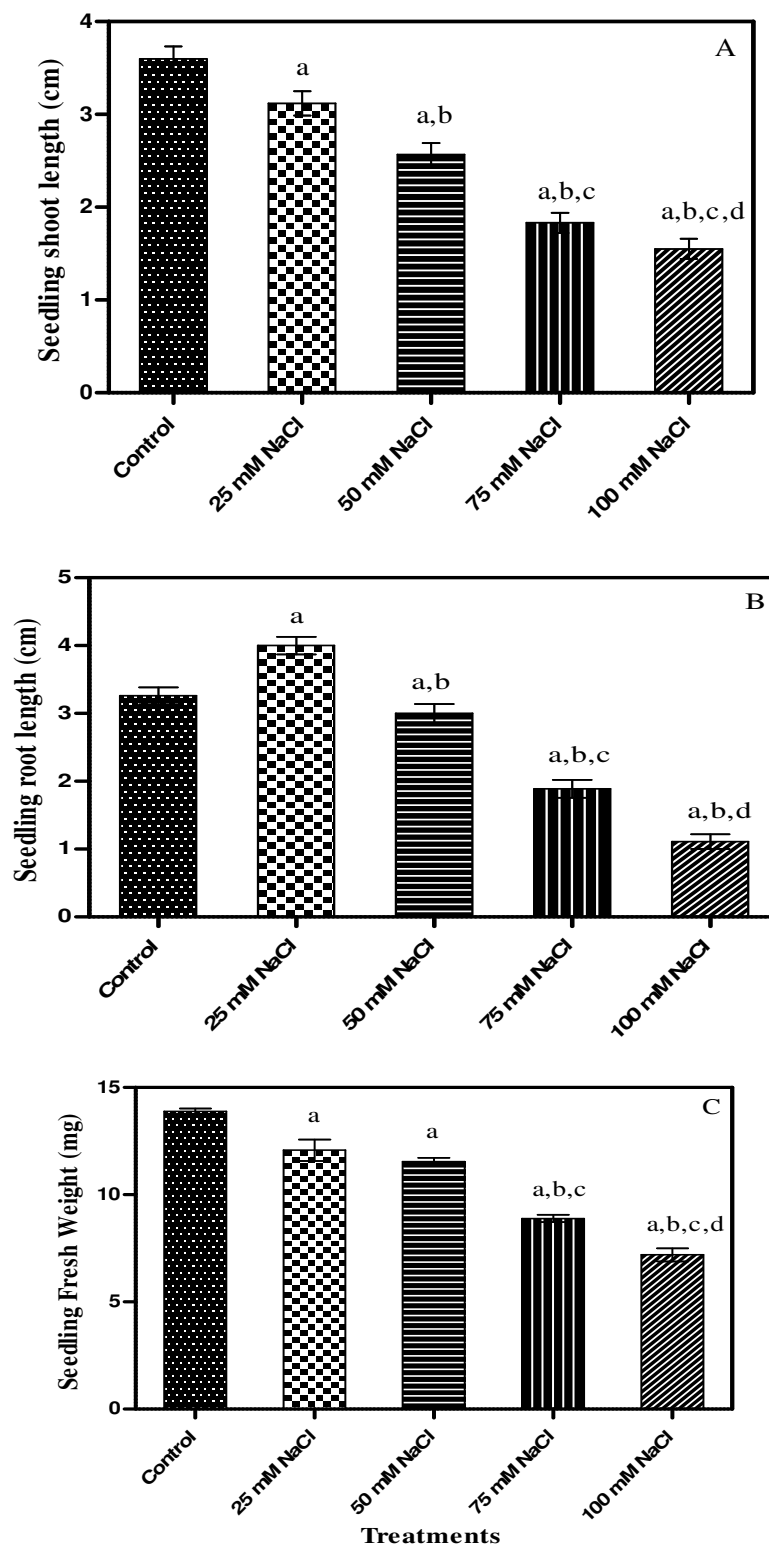 A
Seedling shoot length (cm)
4
3
2
1
0
a
a,b
a,b,c
a,b,c,d
Control
25 mM NaCl
50 mM NaCl
75 mM NaCl
100 mM NaCl
B
Seedling root length (cm)
5
4
3
2
1
0
a
a,b
a,b,c
a,b,d
Control
25 mM NaCl
50 mM NaCl
75 mM NaCl
100 mM NaCl
C
Seedling Fresh Weight (mg)
15
10
5
0
a
a
a,b,c
a,b,c,d
Control
25 mM NaCl
50 mM NaCl
75 mM NaCl
100 mM NaCl
Treatments